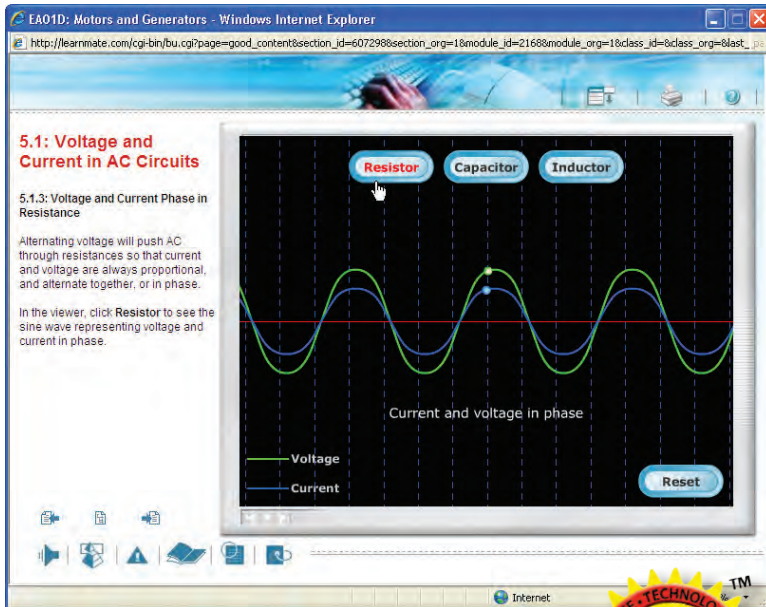 EA01D: Motors and Generators - Windows Internet Explorer
http://learnmate.com/cgi-bin/bu.cgi?page=good_content&section_id=607298&section_org=1&module_id=2168&module_org=1&class_id=&class_org=&last_
5.1: Voltage and
Current in AC Circuits
5.1.3: Voltage and Current Phase in
Resistance
Alternating voltage will push AC
through resistances so that current
and voltage are always proportional,
and alternate together, or in phase.
In the viewer, click Resistor to see the
sine wave representing voltage and
current in phase.
Resistor Capacitor Inductor
Current and voltage in phase
Voltage
Current
Reset
Internet
TM